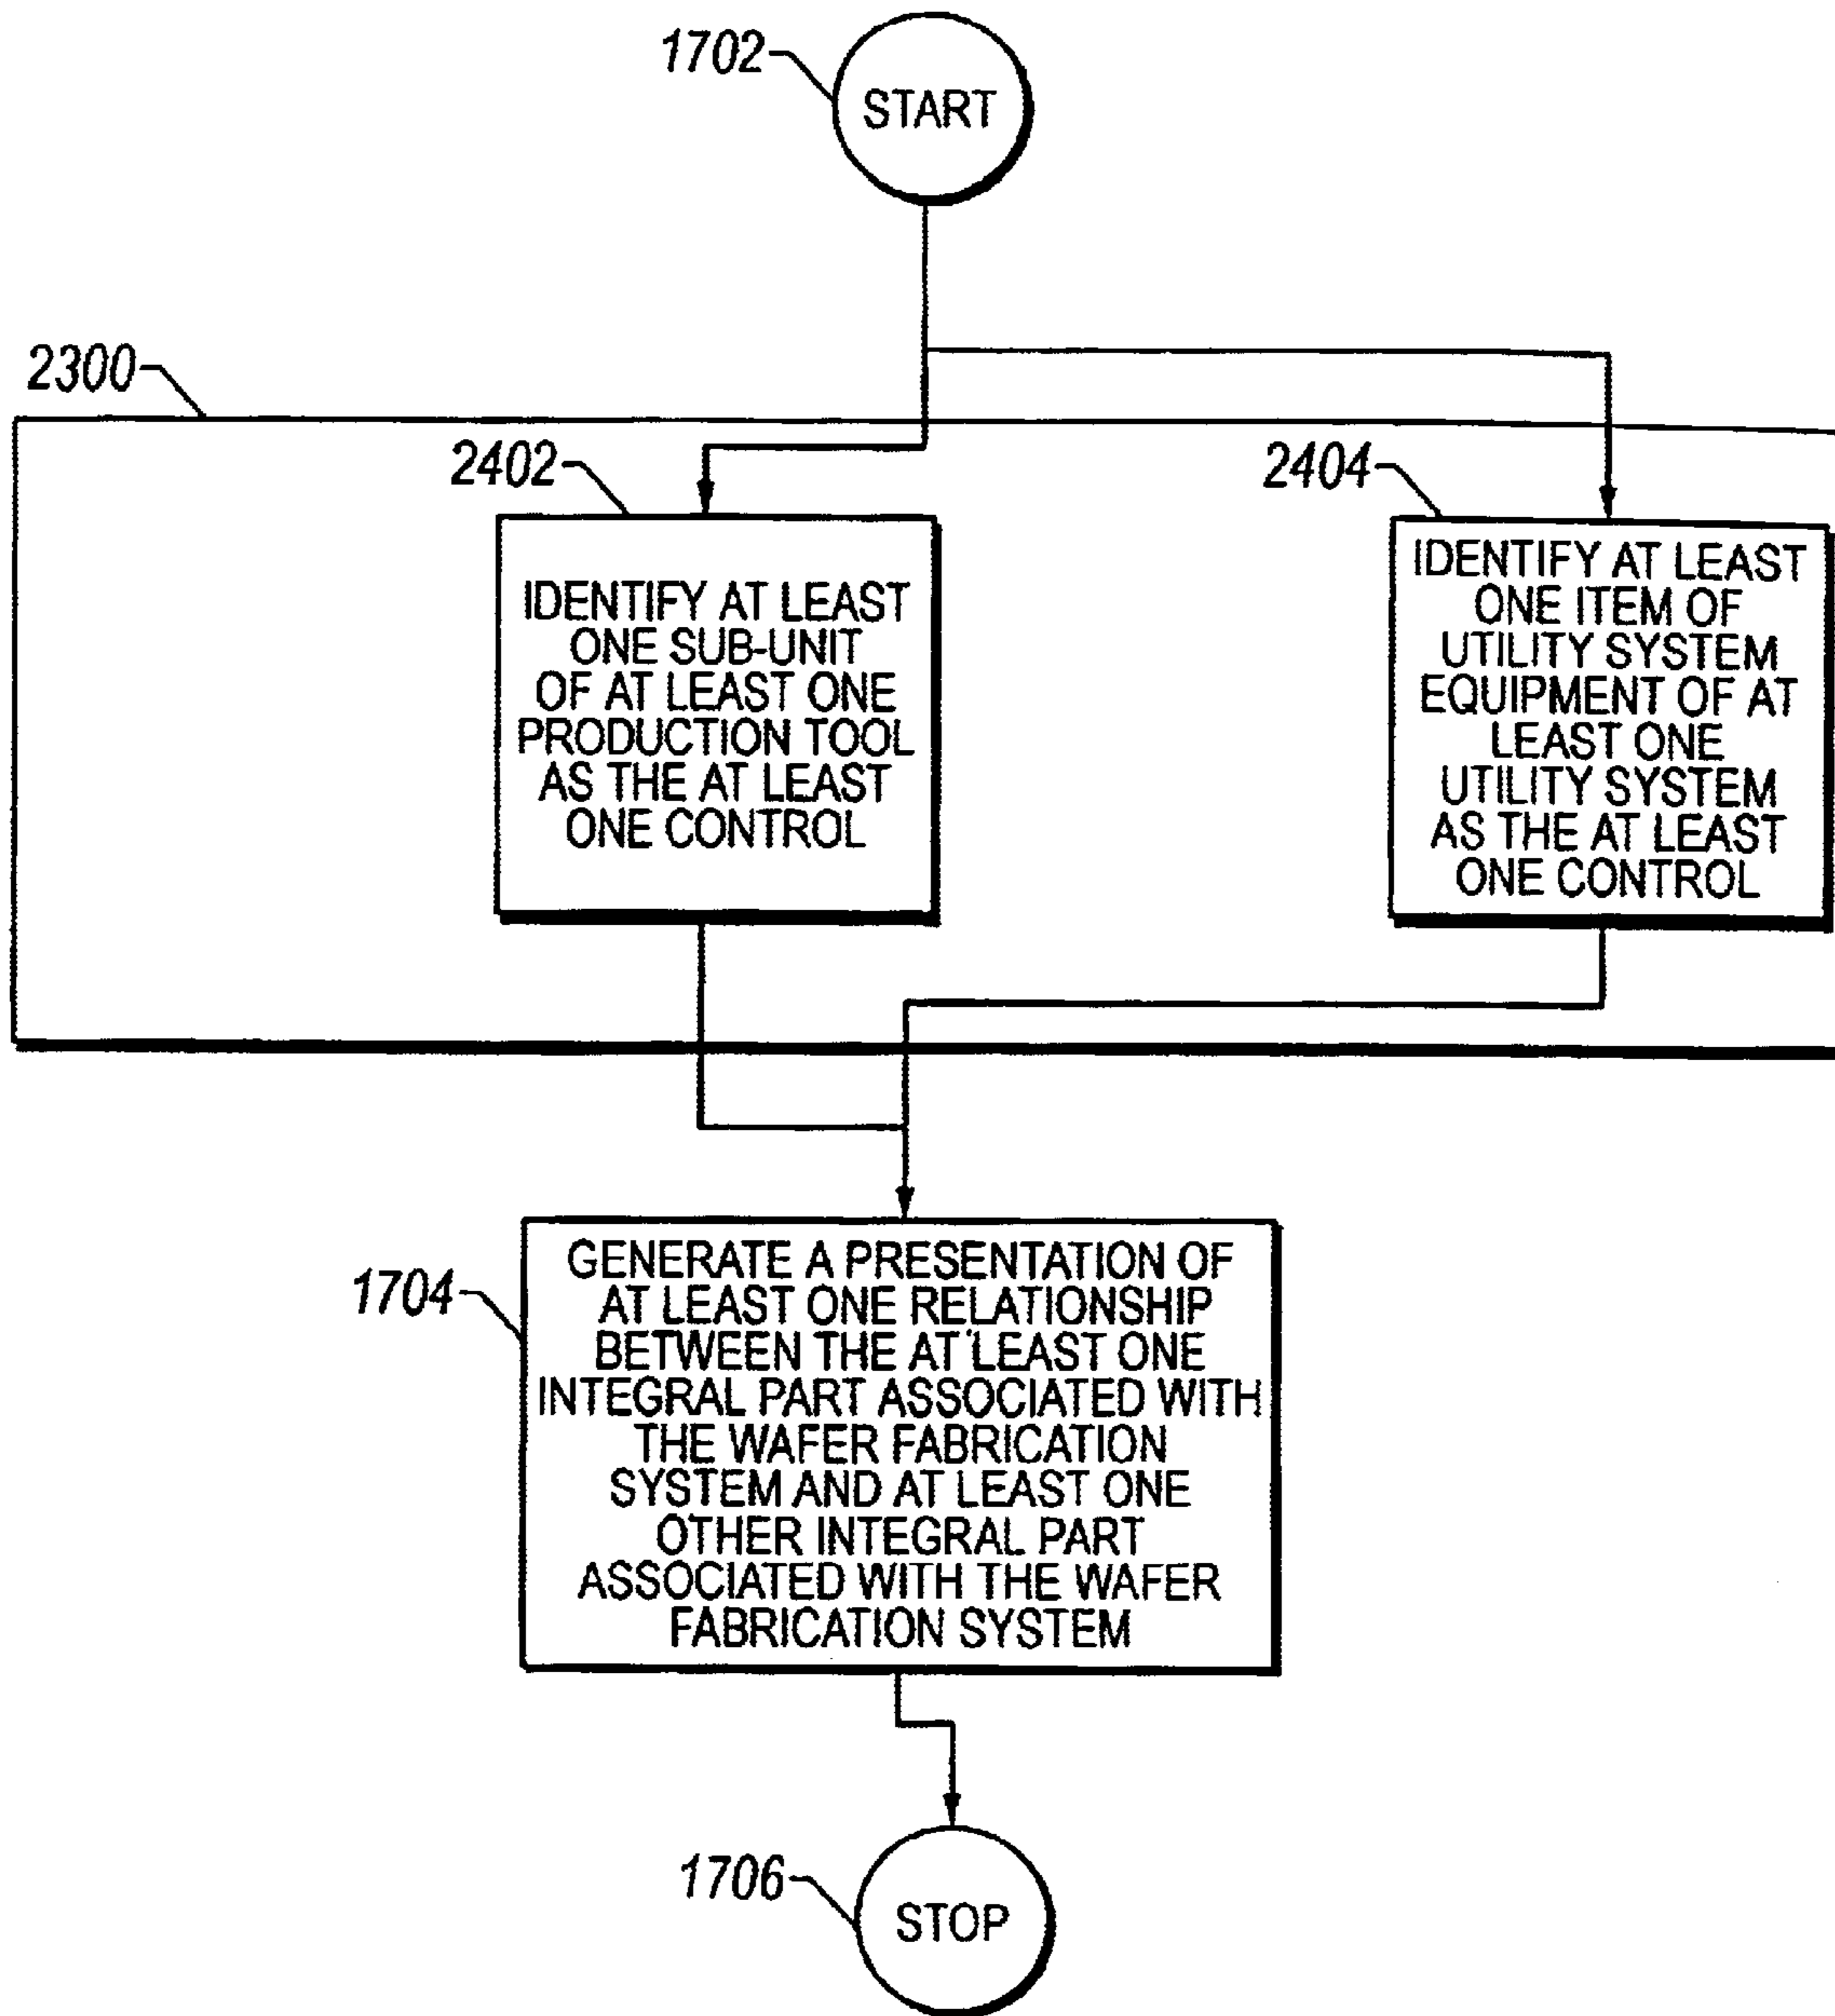 1702
START
2300
2402
2404
IDENTIFY AT LEAST
ONE SUB-UNIT
OF AT LEAST ONE
PRODUCTION TOOL
AS THE AT LEAST
ONE CONTROL
IDENTIFY AT LEAST
ONE ITEM OF
UTILITY SYSTEM
EQUIPMENT OF AT
LEAST ONE
UTILITY SYSTEM
AS THE AT LEAST
ONE CONTROL
1704
GENERATE A PRESENTATION OF
AT LEAST ONE RELATIONSHIP
BETWEEN THE AT LEAST ONE
INTEGRAL PART ASSOCIATED WITH
THE WAFER FABRICATION
SYSTEM AND AT LEAST ONE
OTHER INTEGRAL PART
ASSOCIATED WITH THE WAFER
FABRICATION SYSTEM
1706
STOP